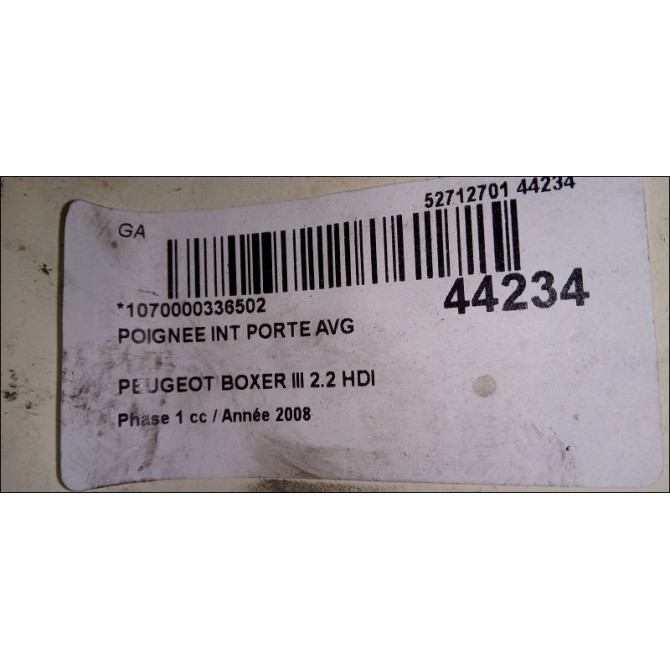 52712701 44234
GA
*1070000336502
44234
POIGNEE INT PORTE AVG
PEUGEOT BOXER III 2.2 HDI
Phase 1 cc / Année 2008